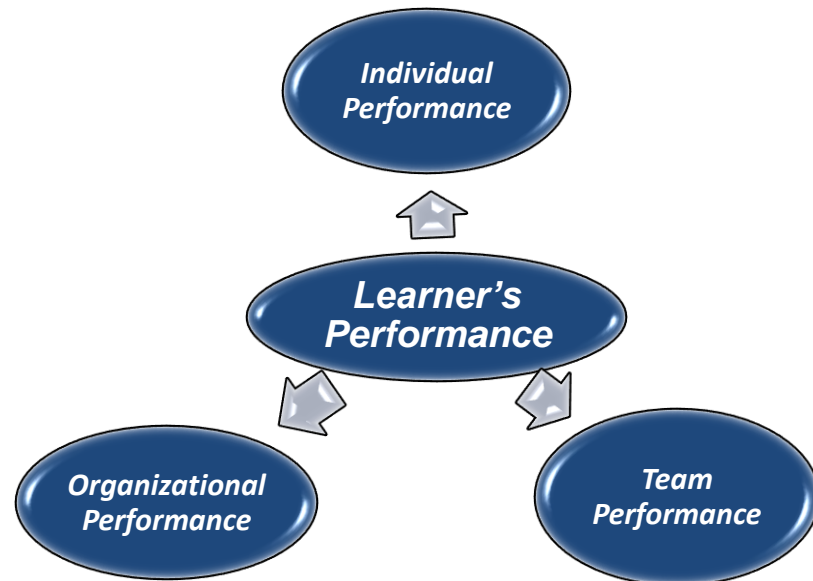 Individual
Performance
Learner’s
Performance
Organizational
Performance
Team
Performance